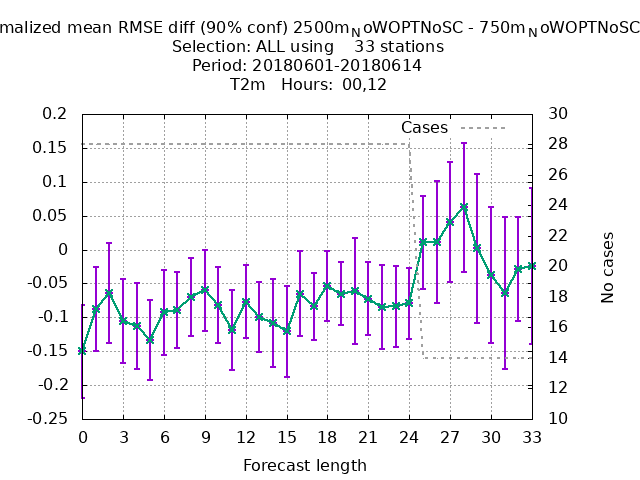 malized mean RMSE diff (90% conf) 2500mNoWOPTNoSC - 750mNoWOPTNoSC
Selection: ALL using 33 stations
Period: 20180601-20180614
T2m Hours: 00,12
Cases
0.2
0.15
0.1
0.05
0
-0.05
-0.1
-0.15
-0.2
-0.25
30
28
26
24
22
20
18
16
14
12
10
No cases
0 3 6 9 12 15 18 21 24 27 30 33
Forecast length